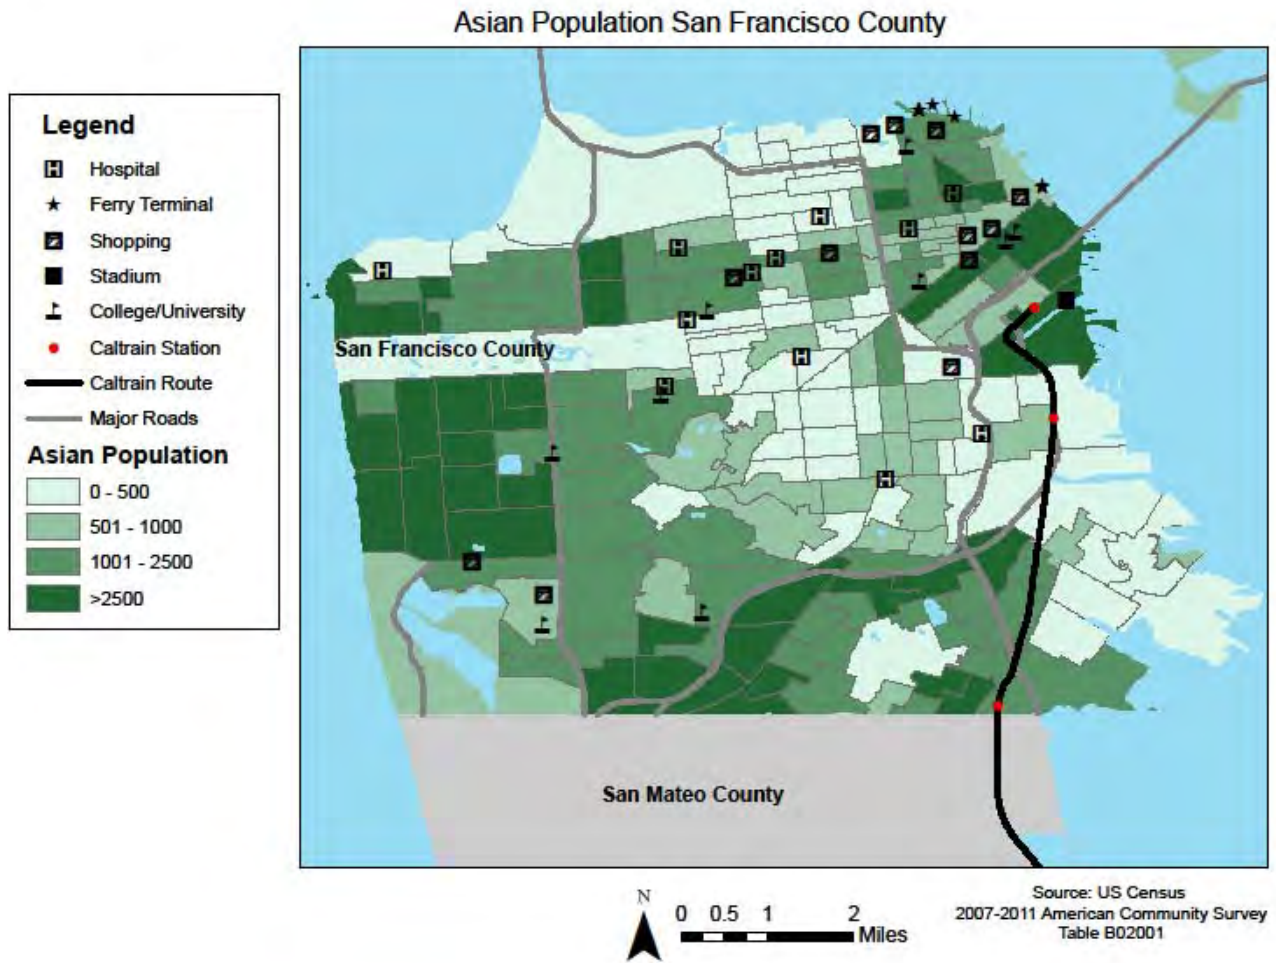 Asian Population San Francisco County
Legend
Hospital
Ferry Terminal
Shopping
Stadium
College/University
Caltrain Station
Caltrain Route
Major Roads
Asian Population
0 - 500
501 - 1000
1001 - 2500
>2500
San Francisco County
San Mateo County
N
0 0.5 1 2
Miles
Source: US Census
2007-2011 American Community Survey
Table B02001